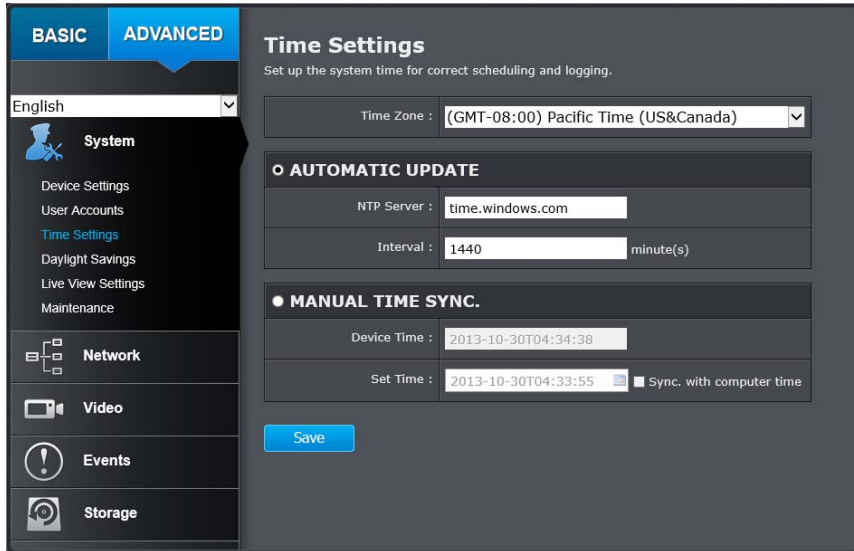 BASIC ADVANCED
English
System
Device Settings
User Accounts
Time Settings
Daylight Savings
Live View Settings
Maintenance
Network
Video
Events
Storage
Time Settings
Set up the system time for correct scheduling and logging.
Time Zone : (GMT-08:00) Pacific Time (US&Canada)
AUTOMATIC UPDATE
NTP Server : time.windows.com
Interval : 1440 minute(s)
MANUAL TIME SYNC.
Device Time : 2013-10-30T04:34:38
Set Time : 2013-10-30T04:33:55 Sync. with computer time
Save